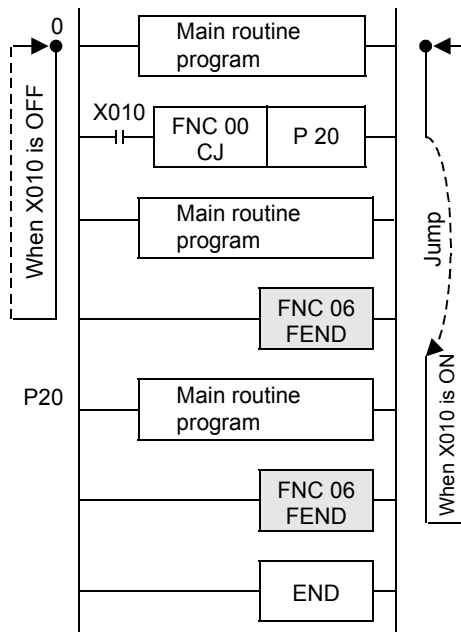 0
Main routine
program
When X010 is OFF
X010
FNC 00
CJ
P 20
Jump
Main routine
program
FNC 06
FEND
P20
Main routine
program
When X010 is ON
FNC 06
FEND
END